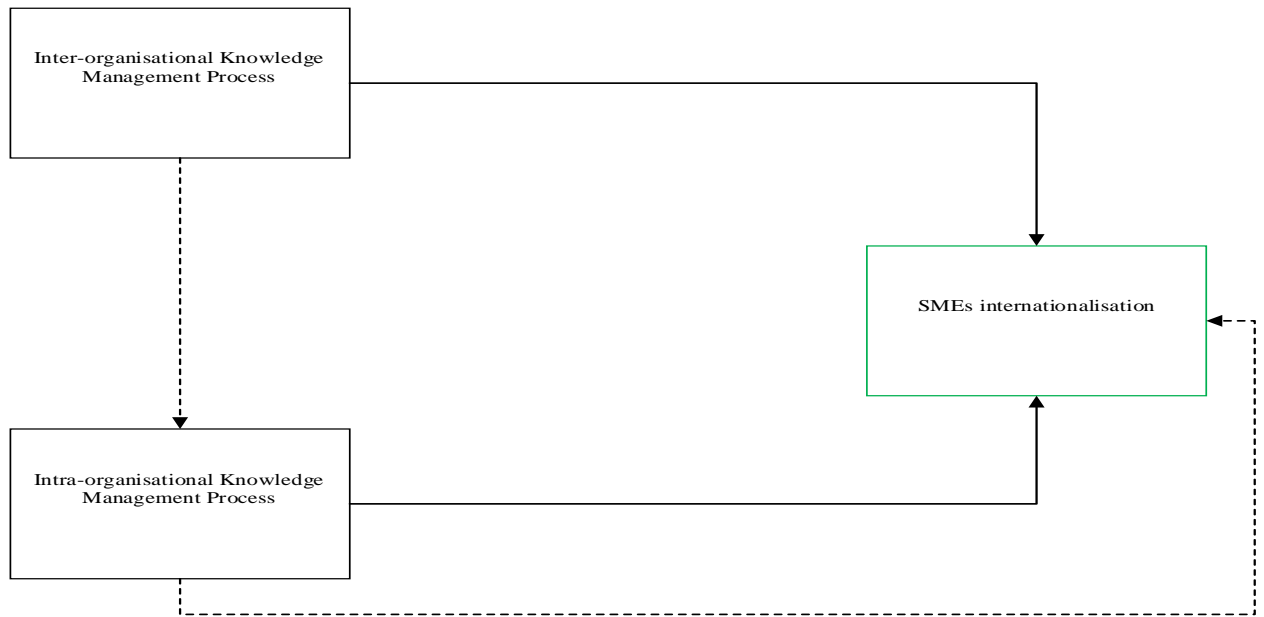 Inter-organisational Knowledge
Management Process
SMEs internationalisation
Intra-organisational Knowledge
Management Process